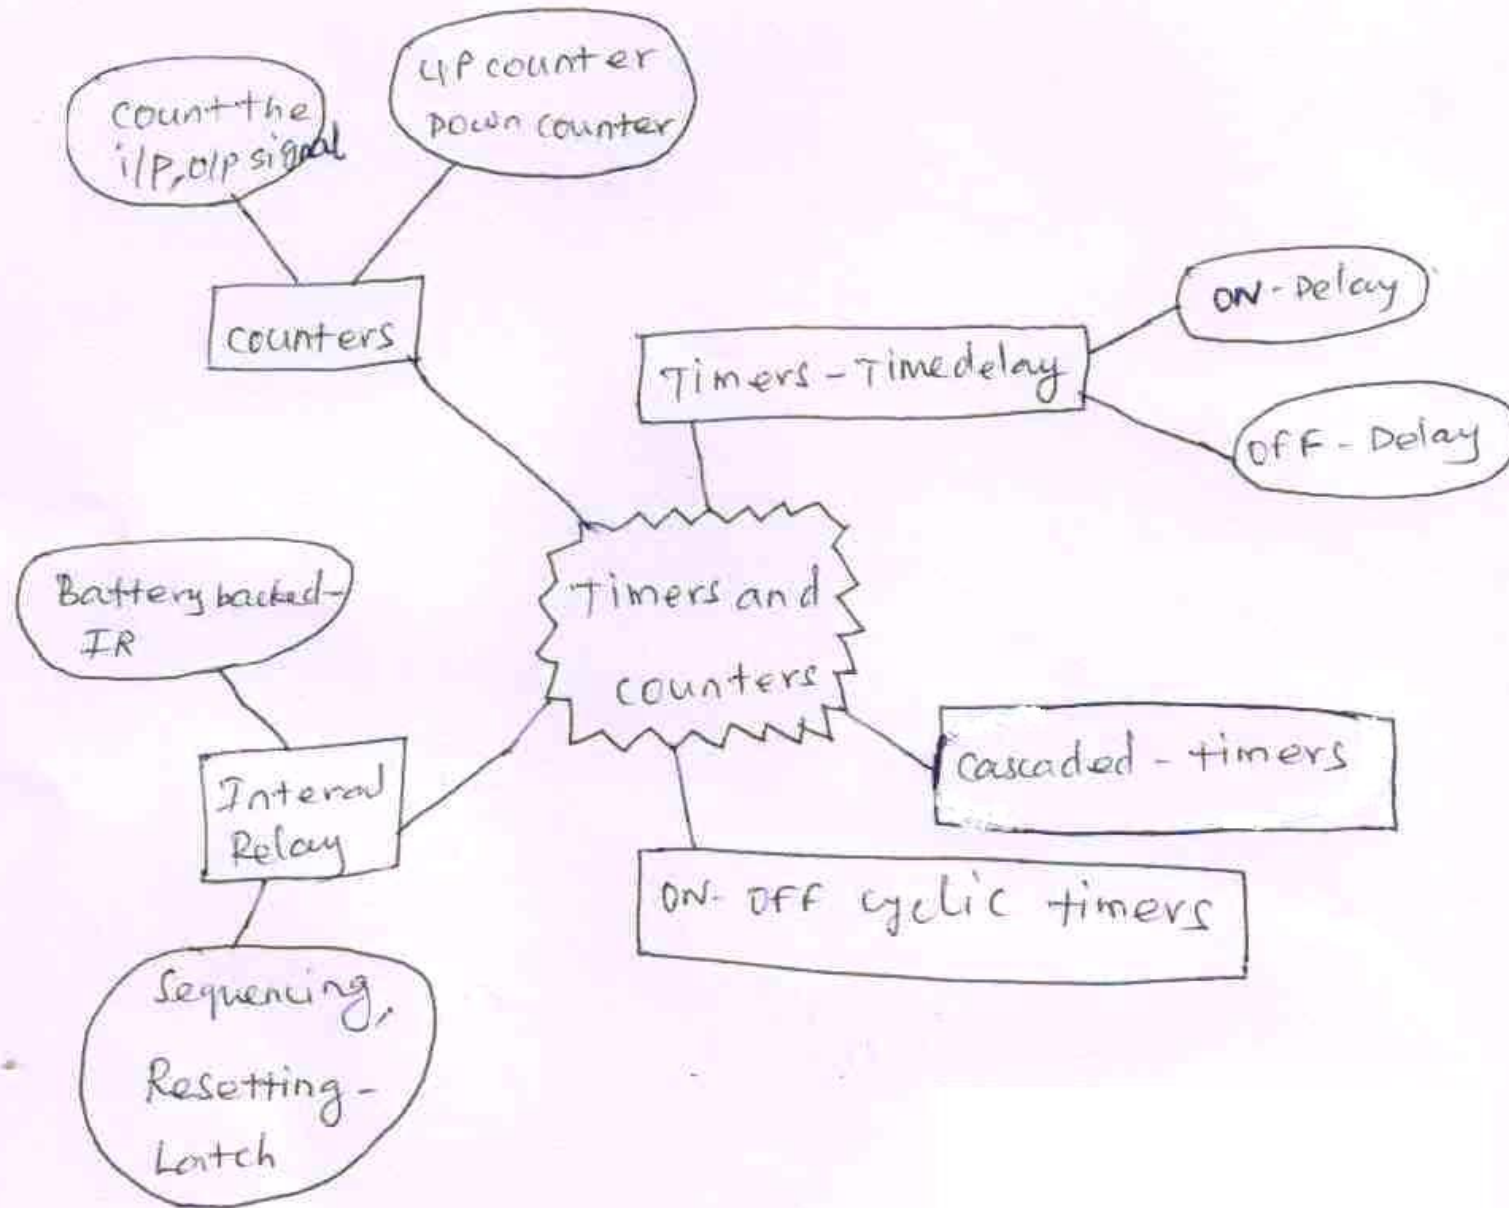 count the
i/p, o/p signal
UP counter
Down counter
counters
Timers - Timedelay
ON - Delay
OFF - Delay
Battery backed -
IR
Timers and
counters
Internal
Relay
Cascaded - timers
ON - OFF cyclic timers
Sequencing,
Resetting -
Latch